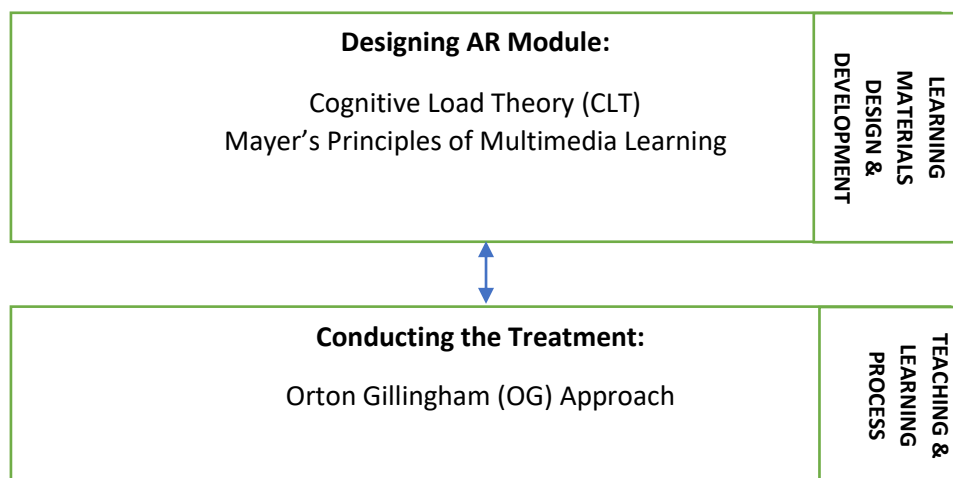 Designing AR Module:
Cognitive Load Theory (CLT)
Mayer’s Principles of Multimedia Learning
LEARNING
MATERIALS
DESIGN &
DEVELOPMENT
Conducting the Treatment:
Orton Gillingham (OG) Approach
TEACHING &
LEARNING
PROCESS